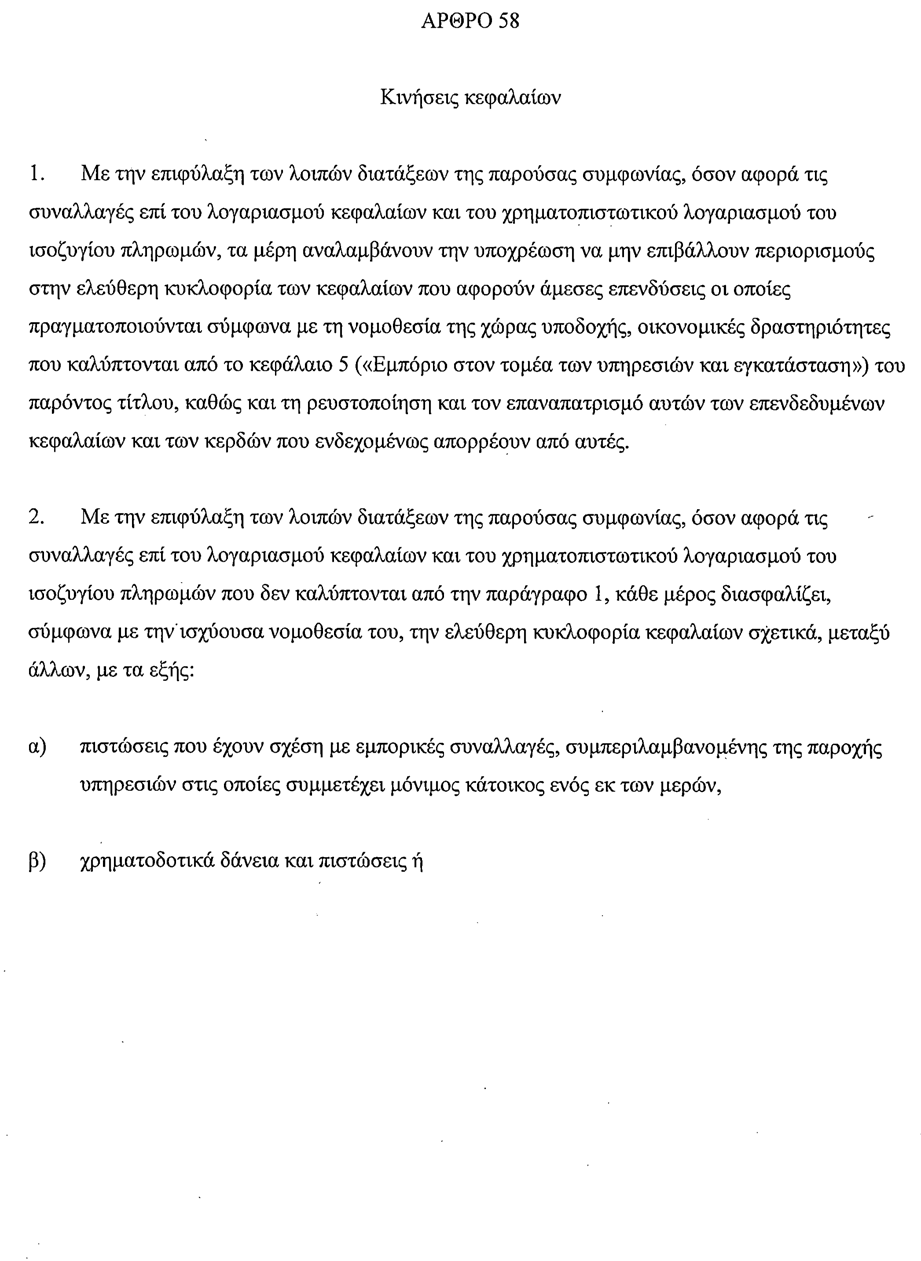 ΑΡΘΡΟ 58
Κινήσεις κεφαλαίων
1. Με την επιφύλαξη των λοιπών διατάξεων της παρούσας συμφωνίας, όσον αφορά τις
συναλλαγές επί του λογαριασμού κεφαλαίων και του χρηματοπιστωτικού λογαριασμού του
ισοζυγίου πληρωμών, τα μέρη αναλαμβάνουν την υποχρέωση να μην επιβάλλουν περιορισμούς
στην ελεύθερη κυκλοφορία των κεφαλαίων που αφορούν άμεσες επενδύσεις οι οποίες
πραγματοποιούνται σύμφωνα με τη νομοθεσία της χώρας υποδοχής, οικονομικές δραστηριότητες
που καλύπτονται από το κεφάλαιο 5 («Εμπόριο στον τομέα των υπηρεσιών και εγκατάσταση») του
παρόντος τίτλου, καθώς και τη ρευστοποίηση και τον επαναπατρισμό αυτών των επενδεδυμένων
κεφαλαίων και των κερδών που ενδεχομένως απορρέουν από αυτές.
2. Με την επιφύλαξη των λοιπών διατάξεων της παρούσας συμφωνίας, όσον αφορά τις
συναλλαγές επί του λογαριασμού κεφαλαίων και του χρηματοπιστωτικού λογαριασμού του
ισοζυγίου πληρωμών που δεν καλύπτονται από την παράγραφο 1, κάθε μέρος διασφαλίζει,
σύμφωνα με την ισχύουσα νομοθεσία του, την ελεύθερη κυκλοφορία κεφαλαίων σχετικά, μεταξύ
άλλων, με τα εξής:
α) πιστώσεις που έχουν σχέση με εμπορικές συναλλαγές, συμπεριλαμβανομένης της παροχής
υπηρεσιών στις οποίες συμμετέχει μόνιμος κάτοικος ενός εκ των μερών,
β) χρηματοδοτικά δάνεια και πιστώσεις ή